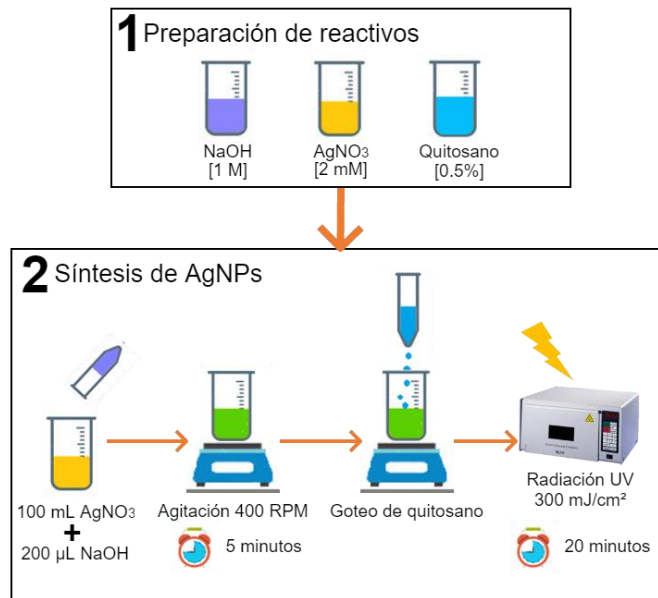 1 Preparación de reactivos
NaOH
[1 M]
AgNO₃
[2 mM]
Quitosano
[0.5%]
2 Síntesis de AgNPs
100 mL AgNO₃
+
200 µL NaOH
Agitación 400 RPM
5 minutos
Goteo de quitosano
Radiación UV
300 mJ/cm²
20 minutos